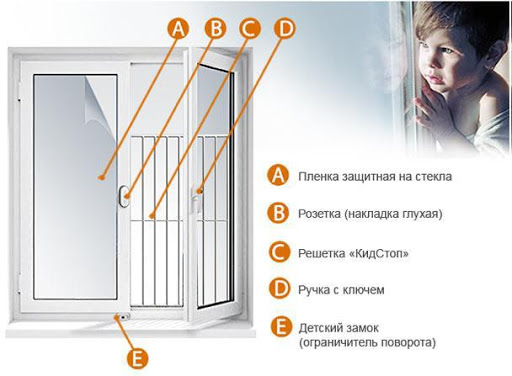 A B C D
A Пленка защитная на стекла
B Розетка (накладка глухая)
C Решетка «КидСтоп»
D Ручка с ключем
E Детский замок
(ограничитель поворота)
E